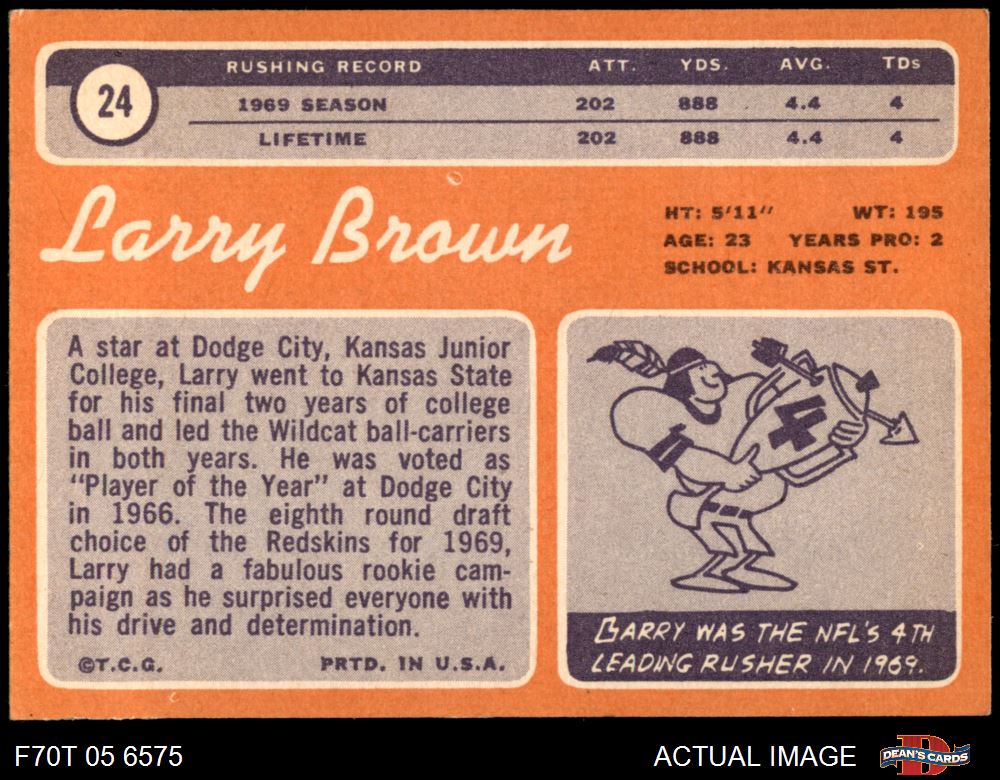 24
RUSHING RECORD ATT. YDS. AVG. TDs
1969 SEASON 202 888 4.4 4
LIFETIME 202 888 4.4 4
Larry Brown
HT: 5'11" WT: 195
AGE: 23 YEARS PRO: 2
SCHOOL: KANSAS ST.
A star at Dodge City, Kansas Junior
College, Larry went to Kansas State
for his final two years of college
ball and led the Wildcat ball-carriers
in both years. He was voted as
“Player of the Year” at Dodge City
in 1966. The eighth round draft
choice of the Redskins for 1969,
Larry had a fabulous rookie cam-
paign as he surprised everyone with
his drive and determination.
©T.C.G. PRTD. IN U.S.A.
4
BARRY WAS THE NFL'S 4TH
LEADING RUSHER IN 1969.
F70T 05 6575
ACTUAL IMAGE
D
DEAN'S CARDS